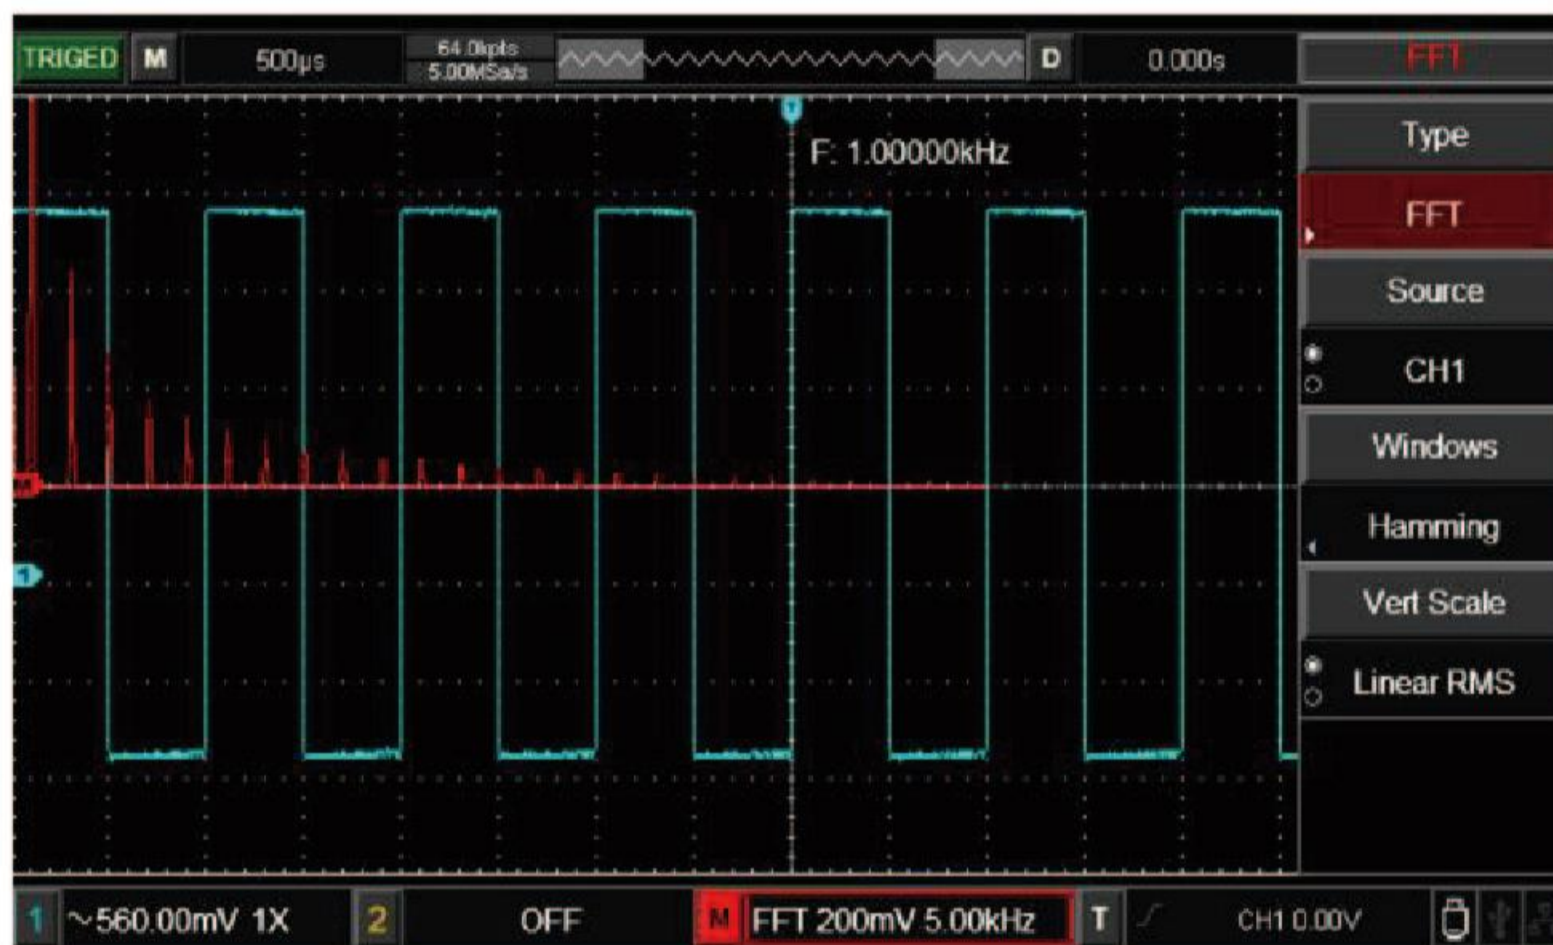 TRIGED M 500μs 64.0kpts D 0.000s FFT
5.00MSa/s
T
F: 1.00000kHz
Type
FFT
Source
CH1
Windows
Hamming
Vert Scale
Linear RMS
M
1
1 ~560.00mV 1X 2 OFF M FFT 200mV 5.00kHz T CH1 0.00V